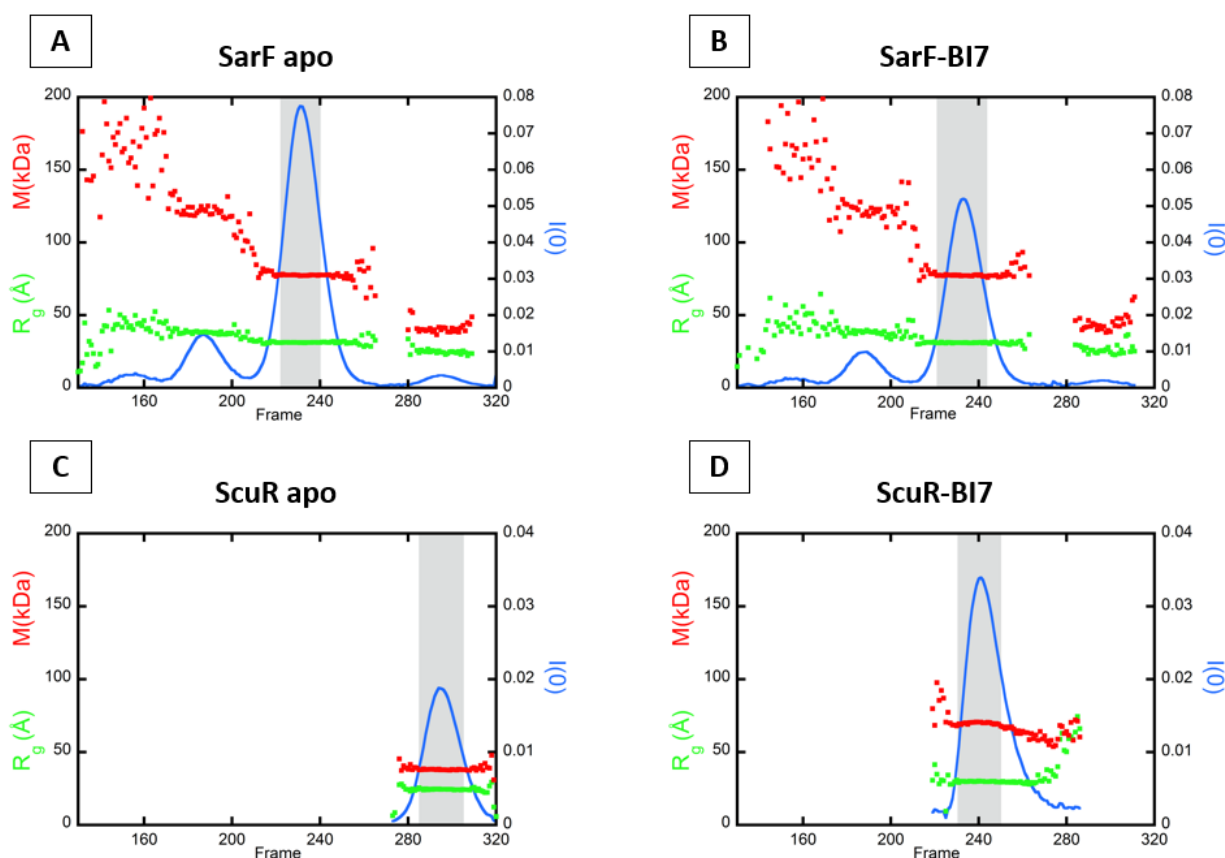 A
SarF apo
200
150
100
50
0
M(kDa)
R_g (Å)
0.08
0.07
0.06
0.05
0.04
0.03
0.02
0.01
0
I(0)
160
200
240
280
320
Frame
B
SarF-BI7
200
150
100
50
0
M(kDa)
R_g (Å)
0.08
0.07
0.06
0.05
0.04
0.03
0.02
0.01
0
I(0)
160
200
240
280
320
Frame
C
ScuR apo
200
150
100
50
0
M(kDa)
R_g (Å)
0.04
0.03
0.02
0.01
0
I(0)
160
200
240
280
320
Frame
D
ScuR-BI7
200
150
100
50
0
M(kDa)
R_g (Å)
0.04
0.03
0.02
0.01
0
I(0)
160
200
240
280
320
Frame